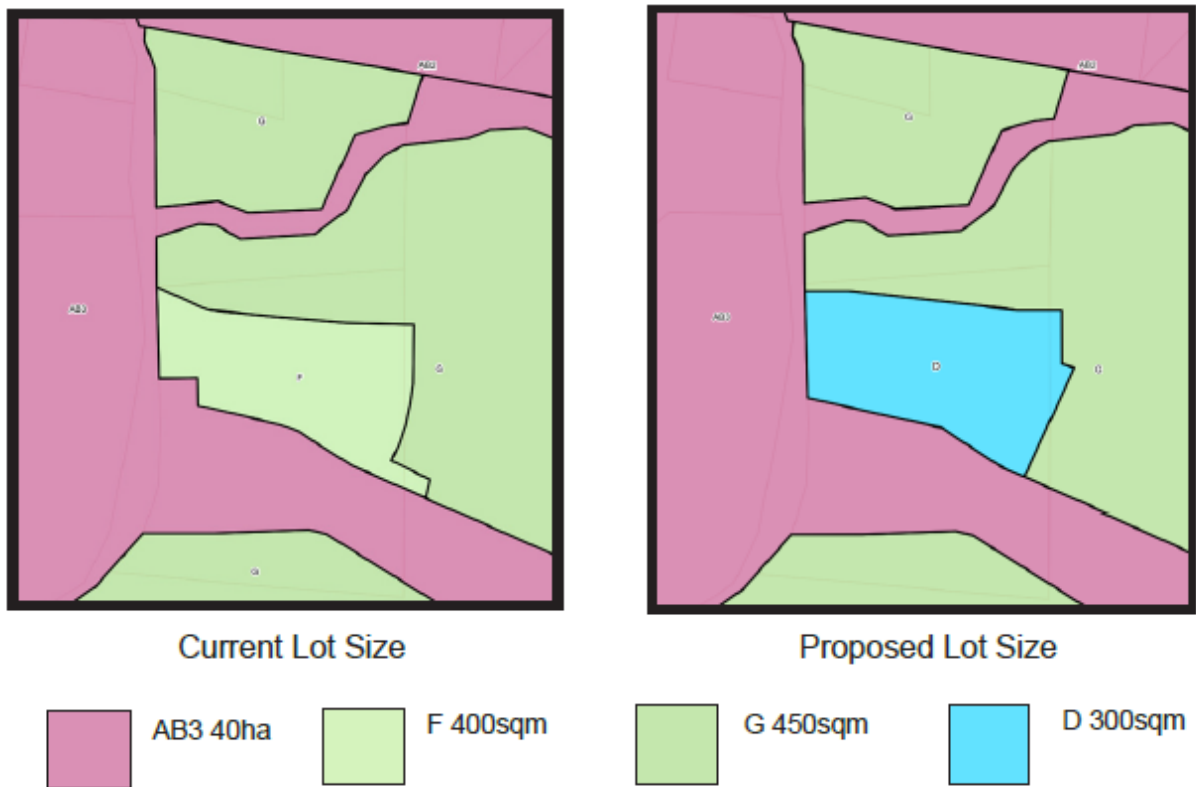 AB3
G
AB3
F
G
G
AB3
G
AB3
D
G
Current Lot Size
Proposed Lot Size
AB3 40ha
F 400sqm
G 450sqm
D 300sqm